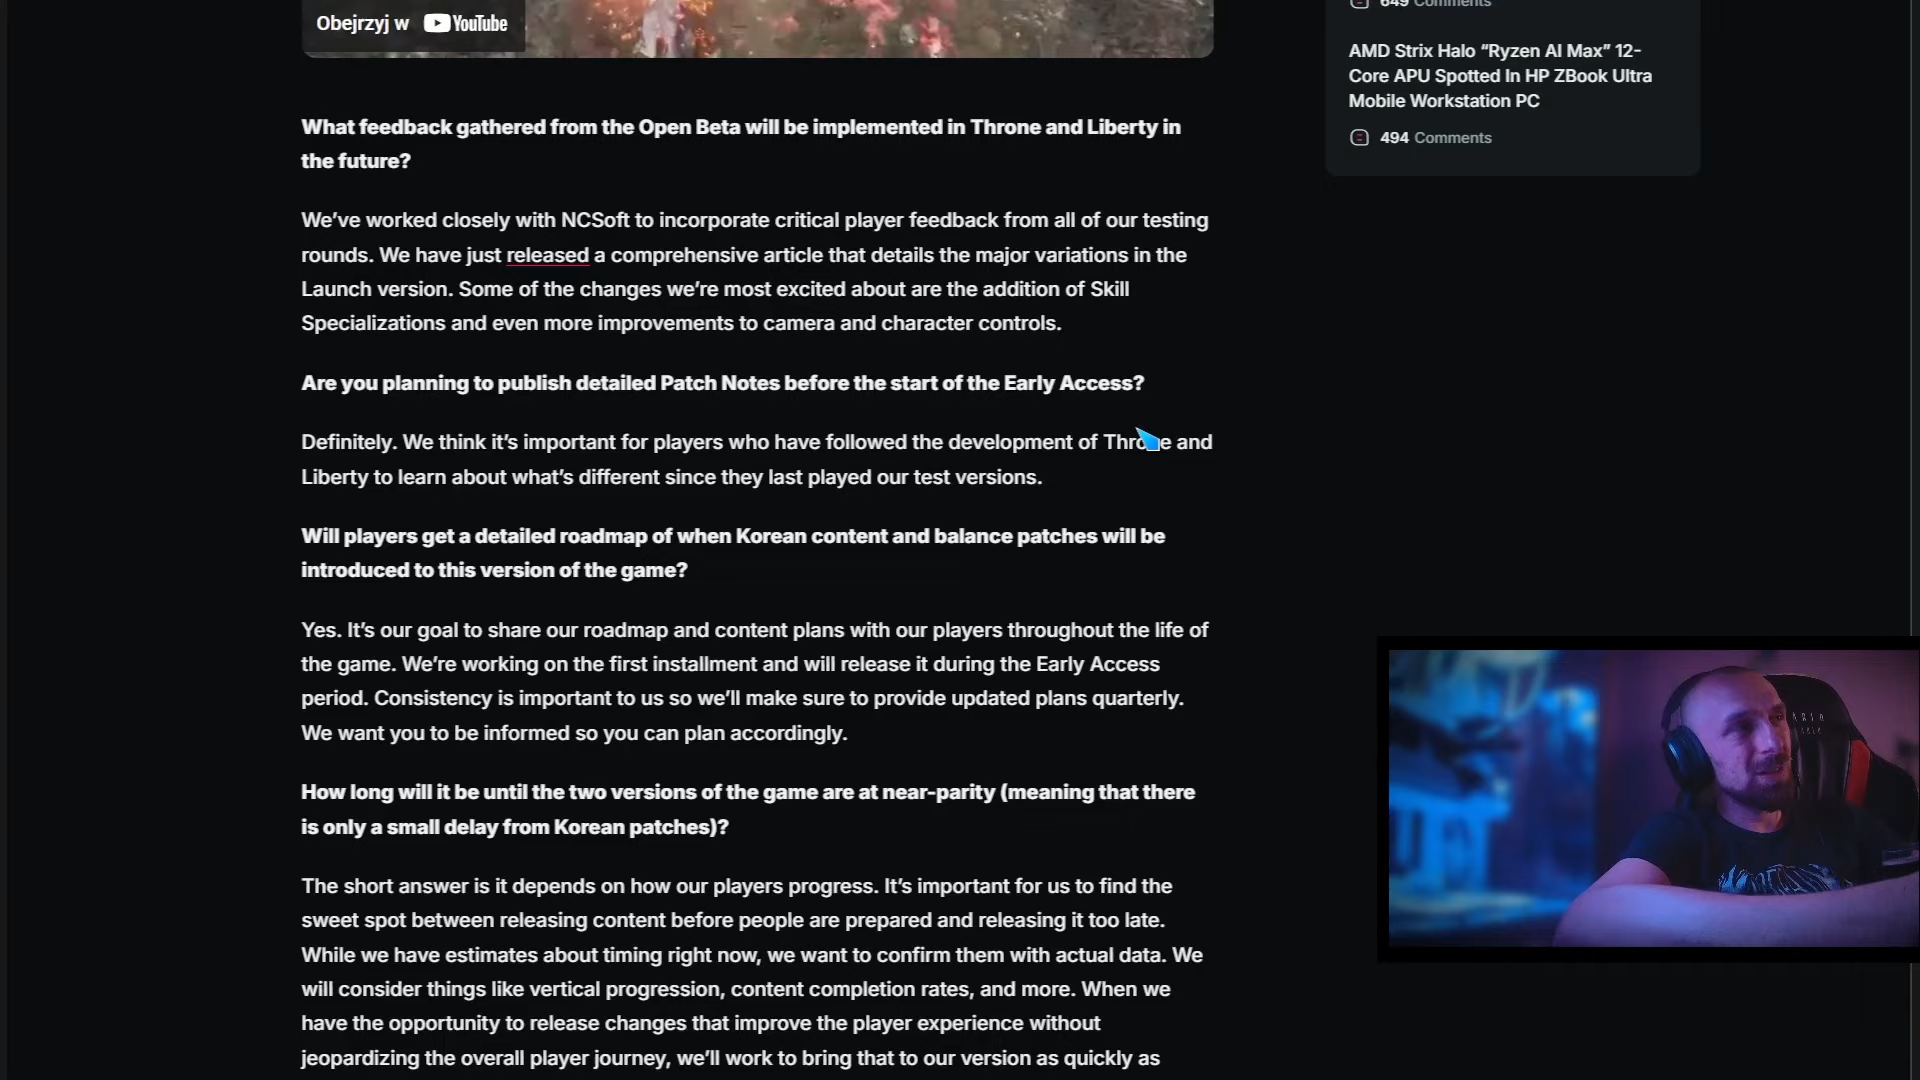 Obejrzyj w YouTube
649 Comments
AMD Strix Halo “Ryzen AI Max” 12-
Core APU Spotted In HP ZBook Ultra
Mobile Workstation PC
494 Comments
What feedback gathered from the Open Beta will be implemented in Throne and Liberty in
the future?
We’ve worked closely with NCSoft to incorporate critical player feedback from all of our testing
rounds. We have just released a comprehensive article that details the major variations in the
Launch version. Some of the changes we’re most excited about are the addition of Skill
Specializations and even more improvements to camera and character controls.
Are you planning to publish detailed Patch Notes before the start of the Early Access?
Definitely. We think it’s important for players who have followed the development of Throne and
Liberty to learn about what’s different since they last played our test versions.
Will players get a detailed roadmap of when Korean content and balance patches will be
introduced to this version of the game?
Yes. It’s our goal to share our roadmap and content plans with our players throughout the life of
the game. We’re working on the first installment and will release it during the Early Access
period. Consistency is important to us so we’ll make sure to provide updated plans quarterly.
We want you to be informed so you can plan accordingly.
How long will it be until the two versions of the game are at near-parity (meaning that there
is only a small delay from Korean patches)?
The short answer is it depends on how our players progress. It’s important for us to find the
sweet spot between releasing content before people are prepared and releasing it too late.
While we have estimates about timing right now, we want to confirm them with actual data. We
will consider things like vertical progression, content completion rates, and more. When we
have the opportunity to release changes that improve the player experience without
jeopardizing the overall player journey, we’ll work to bring that to our version as quickly as